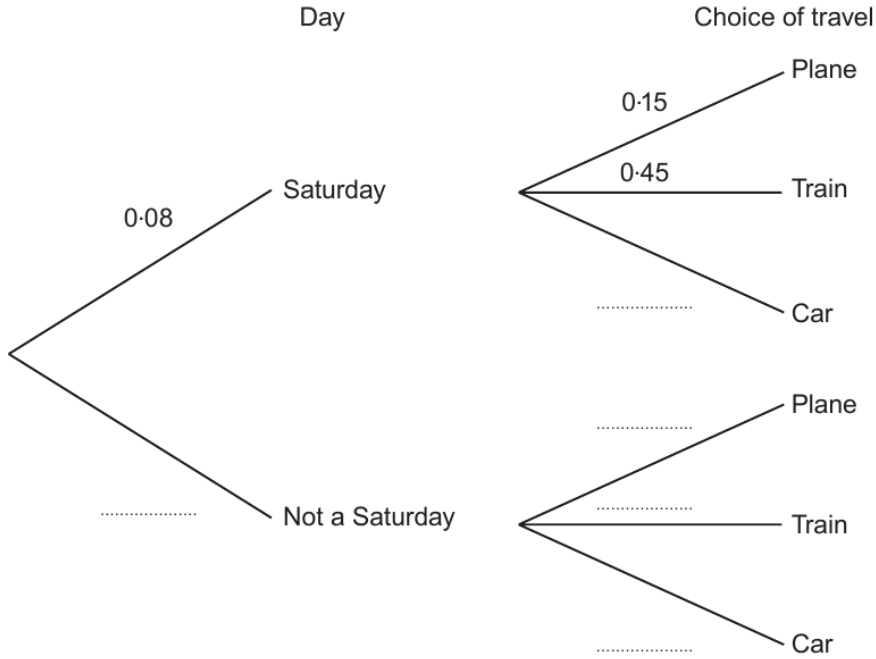 Day
Choice of travel
Plane
0·15
0·45
Train
Saturday
0·08
Car
Plane
Not a Saturday
Train
Car